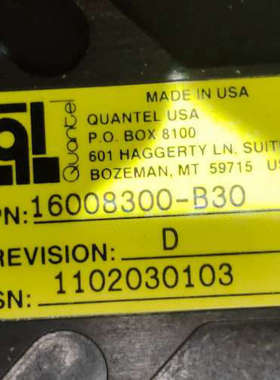 MADE IN USA
QUANTEL USA
P.O. BOX 8100
601 HAGGERTY LN. SUIT
BOZEMAN, MT 59715 US
Quantel
PN: 16008300-B30
REVISION: D
SN: 1102030103